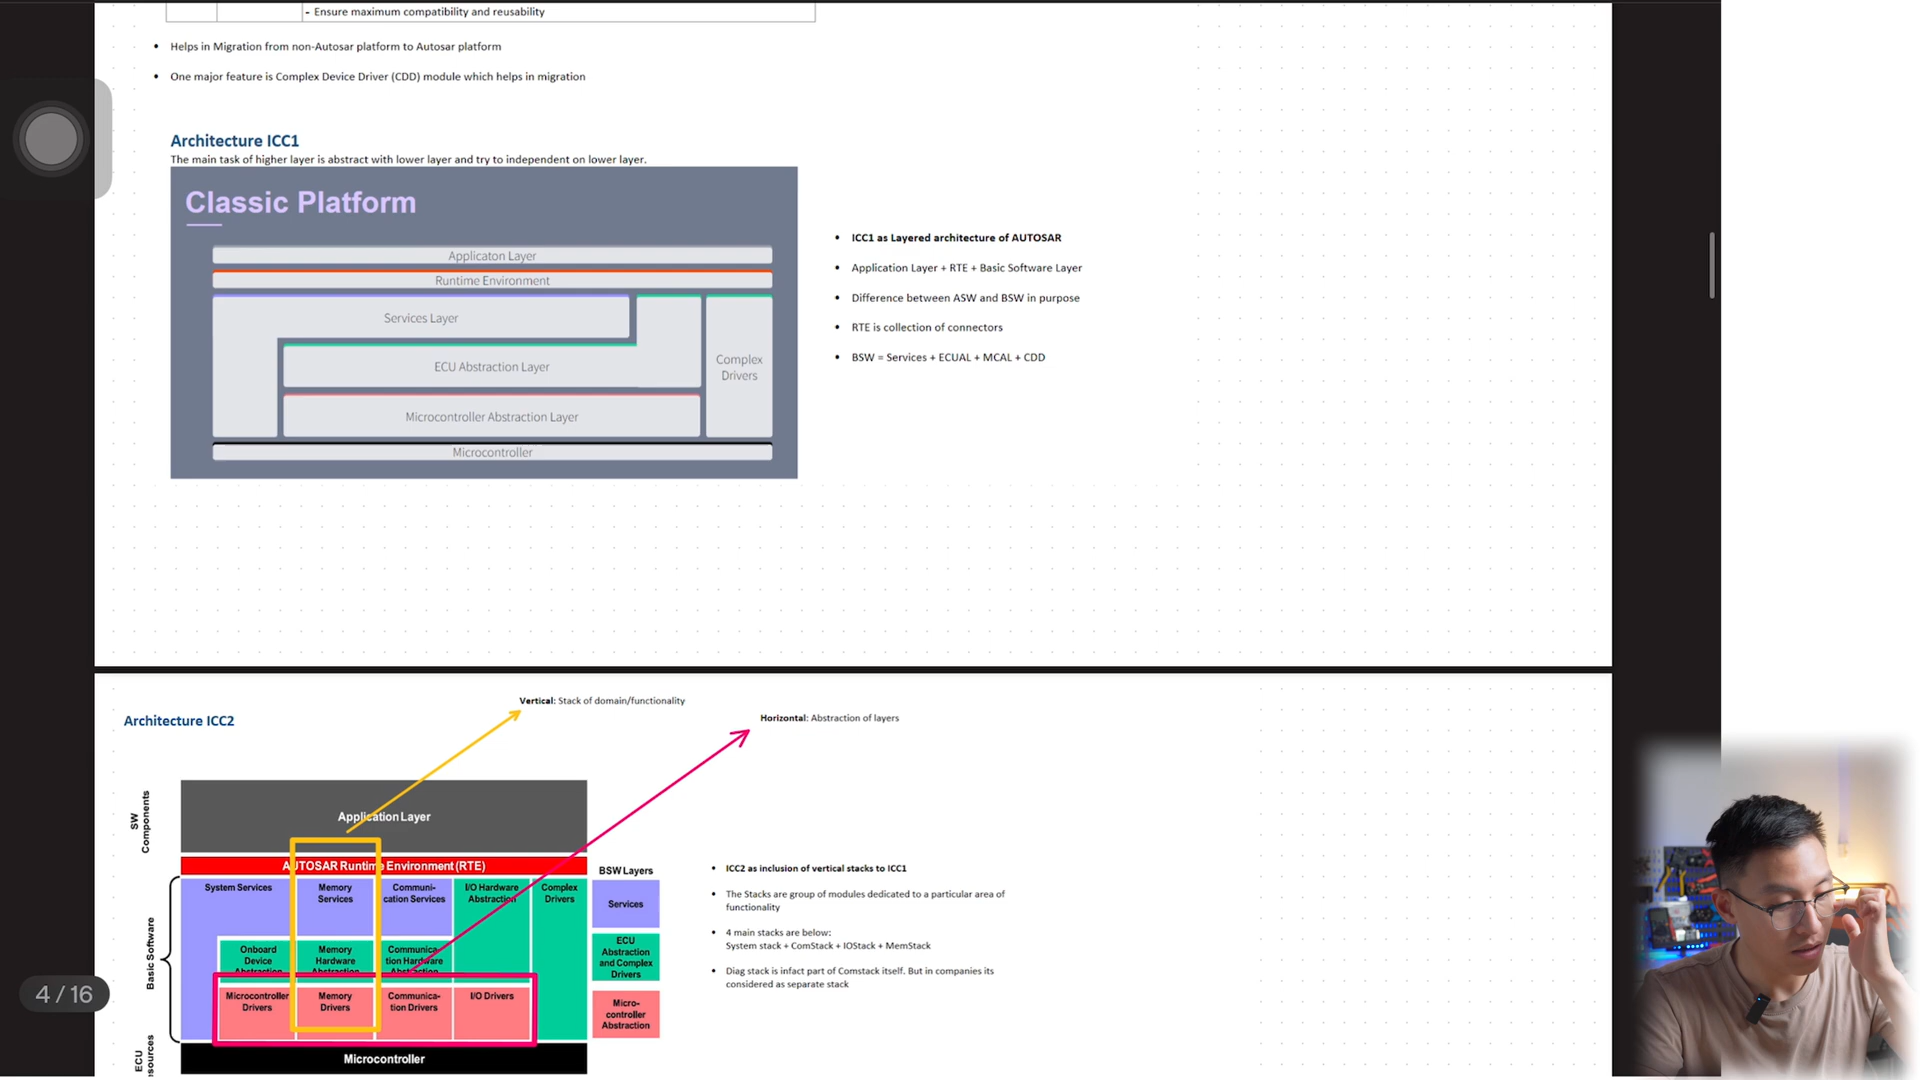 - Ensure maximum compatibility and reusability
• Helps in Migration from non-Autosar platform to Autosar platform
• One major feature is Complex Device Driver (CDD) module which helps in migration
Architecture ICC1
The main task of higher layer is abstract with lower layer and try to independent on lower layer.
Classic Platform
Applicaton Layer
Runtime Environment
Services Layer
ECU Abstraction Layer
Complex
Drivers
Microcontroller Abstraction Layer
Microcontroller
• ICC1 as Layered architecture of AUTOSAR
• Application Layer + RTE + Basic Software Layer
• Difference between ASW and BSW in purpose
• RTE is collection of connectors
• BSW = Services + ECUAL + MCAL + CDD
Vertical: Stack of domain/functionality
Horizontal: Abstraction of layers
Architecture ICC2
SW
Components
Application Layer
AUTOSAR Runtime Environment (RTE)
Basic Software
System Services
Memory
Services
Communi-
cation Services
I/O Hardware
Abstraction
Complex
Drivers
Onboard
Device
Abstraction
Memory
Hardware
Abstraction
Communica-
tion Hardware
Abstraction
Microcontroller
Drivers
Memory
Drivers
Communica-
tion Drivers
I/O Drivers
ECU
Microcontroller
BSW Layers
Services
ECU
Abstraction
and Complex
Drivers
Micro-
controller
Abstraction
• ICC2 as inclusion of vertical stacks to ICC1
• The Stacks are group of modules dedicated to a particular area of
functionality
• 4 main stacks are below:
System stack + ComStack + IOStack + MemStack
• Diag stack is infact part of Comstack itself. But in companies its
considered as separate stack
4 / 16